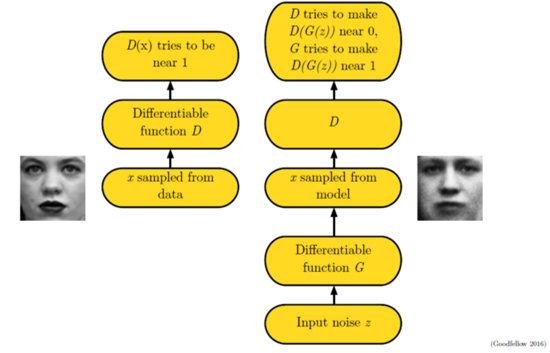 D(x) tries to be
near 1
Differentiable
function D
x sampled from
data
D tries to make
D(G(z)) near 0,
G tries to make
D(G(z)) near 1
D
x sampled from
model
Differentiable
function G
Input noise z
(Goodfellow 2016)